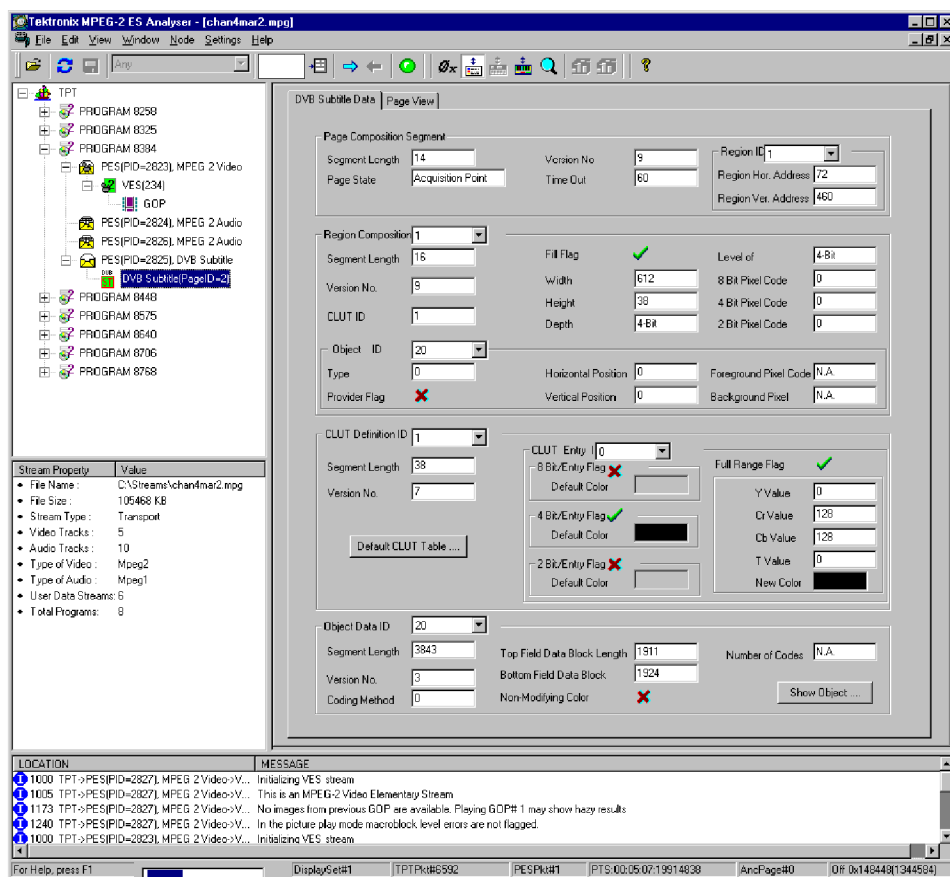 Tektronix MPEG-2 ES Analyser - [chan4mar2.mpg]
File Edit View Window Node Settings Help
Any
TPT
PROGRAM 8258
PROGRAM 8325
PROGRAM 8384
PES(PID=2823), MPEG 2 Video
VES(234)
GOP
PES(PID=2824), MPEG 2 Audio
PES(PID=2826), MPEG 2 Audio
PES(PID=2825), DVB Subtitle
DVB Subtitle(PageID=2)
PROGRAM 8448
PROGRAM 8575
PROGRAM 8640
PROGRAM 8706
PROGRAM 8768
Stream Property Value
File Name : C:\Streams\chan4mar2.mpg
File Size : 105468 KB
Stream Type : Transport
Video Tracks : 5
Audio Tracks : 10
Type of Video : Mpeg2
Type of Audio : Mpeg1
User Data Streams: 6
Total Programs: 8
DVB Subtitle Data Page View
Page Composition Segment
Segment Length 14 Version No 9
Page State Acquisition Point Time Out 60
Region ID 1
Region Hor. Address 72
Region Ver. Address 460
Region Composition 1
Segment Length 16 Fill Flag Level of 4-Bit
Version No. 9 Width 612 8 Bit Pixel Code 0
Height 38 4 Bit Pixel Code 0
CLUT ID 1 Depth 4-Bit 2 Bit Pixel Code 0
Object ID 20
Type 0 Horizontal Position 0 Foreground Pixel Code N.A.
Provider Flag Vertical Position 0 Background Pixel N.A.
CLUT Definition ID 1
Segment Length 38
Version No. 7
Default CLUT Table ....
CLUT Entry I 0
8 Bit/Entry Flag
Default Color
4 Bit/Entry Flag
Default Color
2 Bit/Entry Flag
Default Color
Full Range Flag
Y Value 0
Cr Value 128
Cb Value 128
T Value 0
New Color
Object Data ID 20
Segment Length 3843 Top Field Data Block Length 1911 Number of Codes N.A.
Version No. 3 Bottom Field Data Block 1924
Coding Method 0 Non-Modifying Color Show Object ....
LOCATION MESSAGE
1000 TPT->PES(PID=2827), MPEG 2 Video->V... Initializing VES stream
1005 TPT->PES(PID=2827), MPEG 2 Video->V... This is an MPEG-2 Video Elementary Stream
1173 TPT->PES(PID=2827), MPEG 2 Video->V... No images from previous GOP are available. Playing GOP# 1 may show hazy results
1240 TPT->PES(PID=2827), MPEG 2 Video->V... In the picture play mode macroblock level errors are not flagged.
1000 TPT->PES(PID=2823), MPEG 2 Video->V... Initializing VES stream
For Help, press F1 DisplaySet#1 TPTPkt#6592 PESPkt#1 PTS:00:05:07:19914838 AncPage#0 Off:0x148448(1344584)